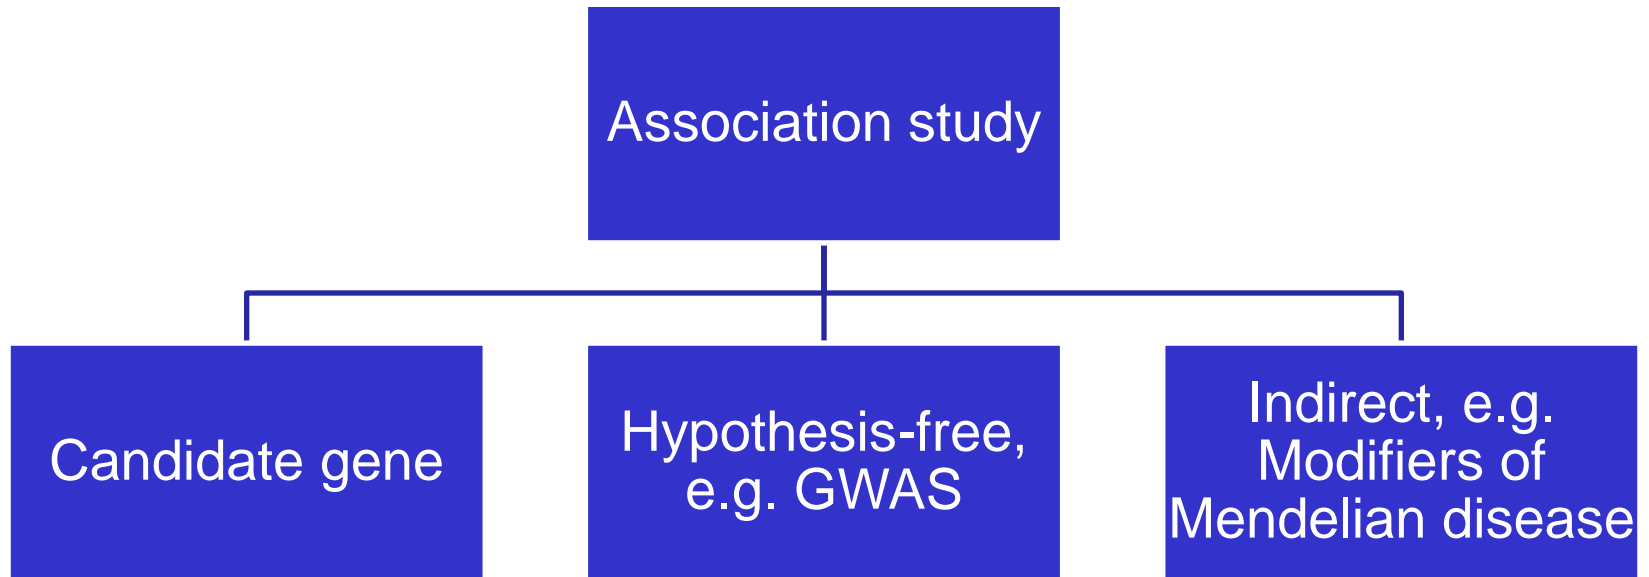 Association study
Candidate gene
Hypothesis-free,
e.g. GWAS
Indirect, e.g.
Modifiers of
Mendelian disease